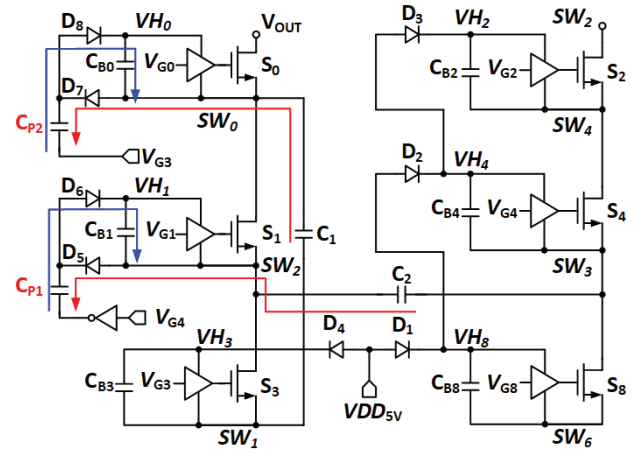 D8 VH0 VOUT
CB0 VG0 S0
D7
SW0
CP2
VG3
D6 VH1
CB1 VG1 S1 C1
D5
SW2
CP1
VG4
C2
VH3 D4 D1
CB3 VG3 S3
VDD5V
SW1
D3 VH2 SW2
CB2 VG2 S2
SW4
D2 VH4
CB4 VG4 S4
SW3
VH8
CB8 VG8 S8
SW6